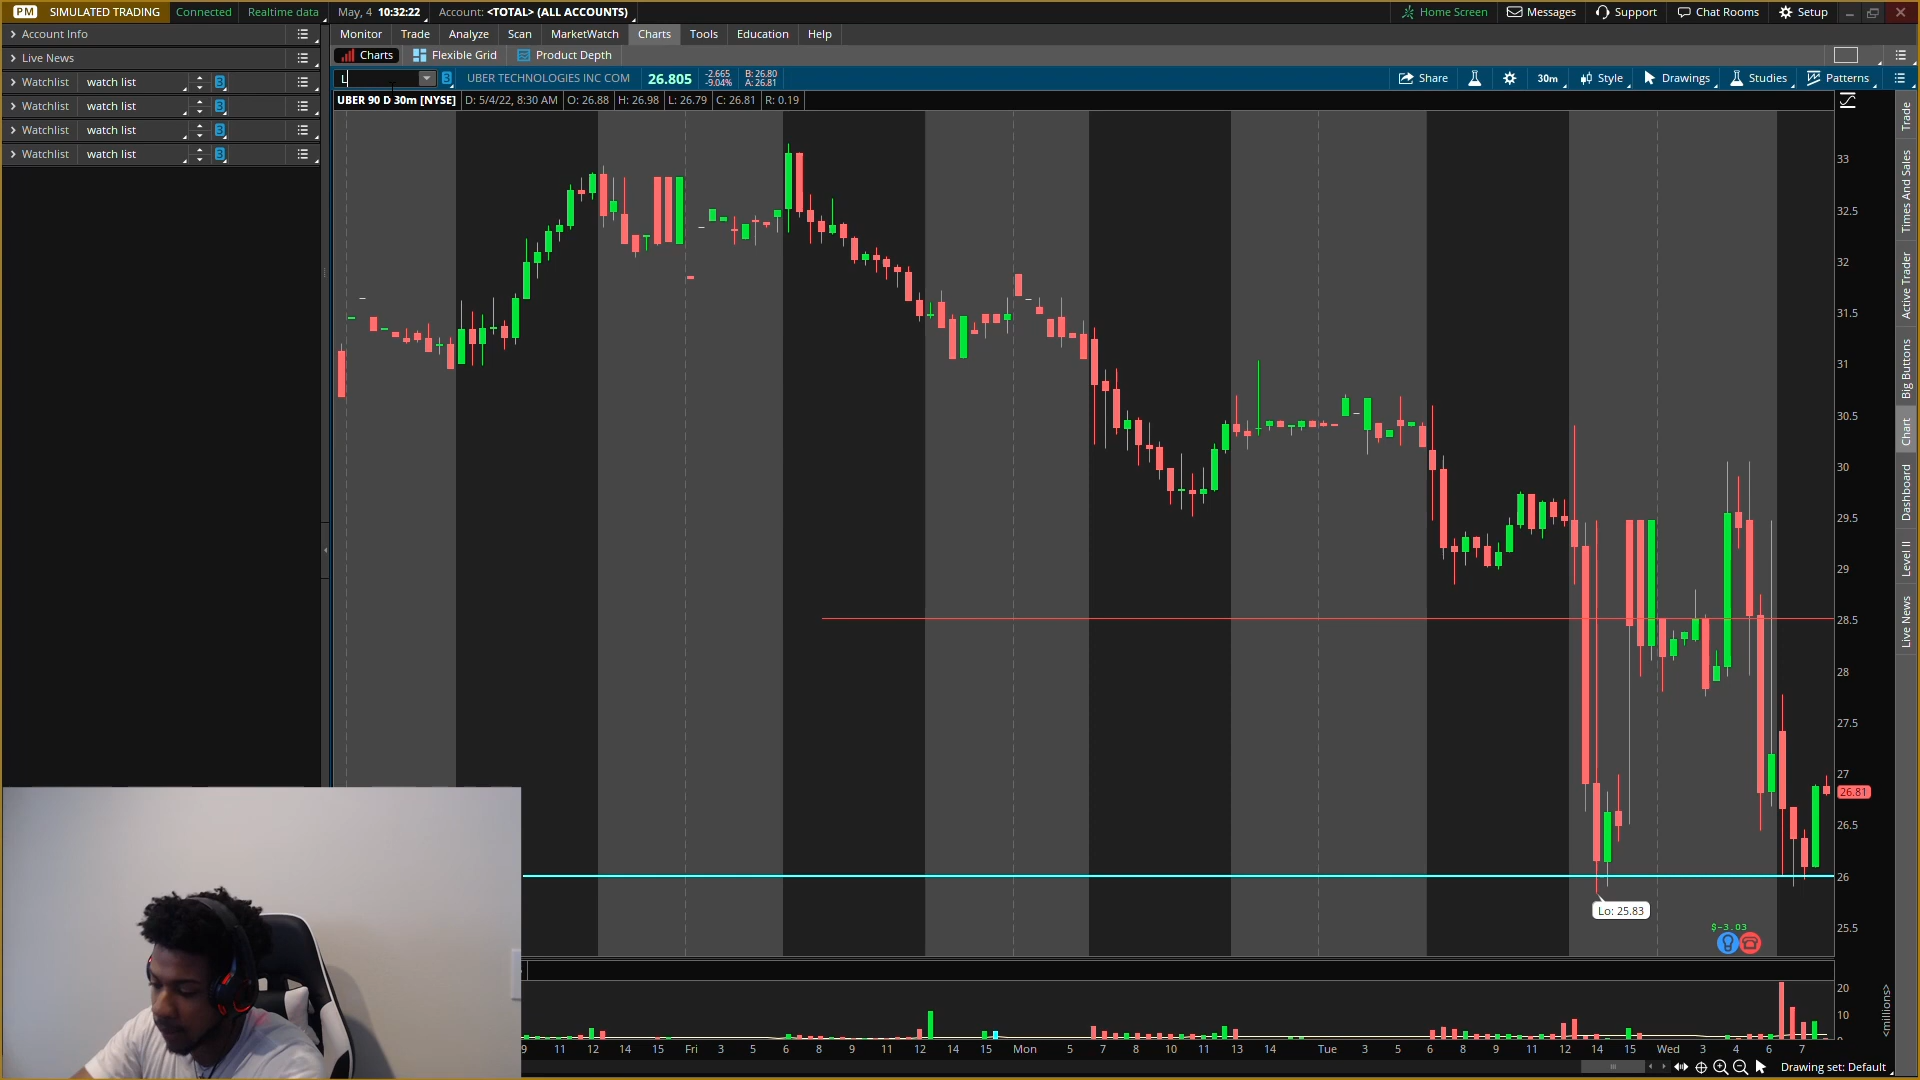 PM SIMULATED TRADING Connected Realtime data May, 4 10:32:22 Account: <TOTAL> (ALL ACCOUNTS) Home Screen Messages Support Chat Rooms Setup
Account Info
Live News
Watchlist watch list 3
Watchlist watch list 3
Watchlist watch list 3
Watchlist watch list 3
Monitor Trade Analyze Scan MarketWatch Charts Tools Education Help
Charts Flexible Grid Product Depth
L 3 UBER TECHNOLOGIES INC COM 26.805 -2.665 -9.04% B: 26.80 A: 26.81 Share 30m Style Drawings Studies Patterns
UBER 90 D 30m [NYSE] D: 5/4/22, 8:30 AM O: 26.88 H: 26.98 L: 26.79 C: 26.81 R: 0.19
33
32.5
32
31.5
31
30.5
30
29.5
29
28.5
28
27.5
27
26.81
26.5
26
25.5
Lo: 25.83
$-3.03
20
10
<millions>
9 11 12 14 15 Fri 3 5 6 8 9 11 12 14 15 Mon 5 7 8 10 11 13 14 Tue 3 5 6 8 9 11 12 14 15 Wed 3 4 6 7
Drawing set: Default
Trade
Times And Sales
Active Trader
Big Buttons
Chart
Dashboard
Level II
Live News